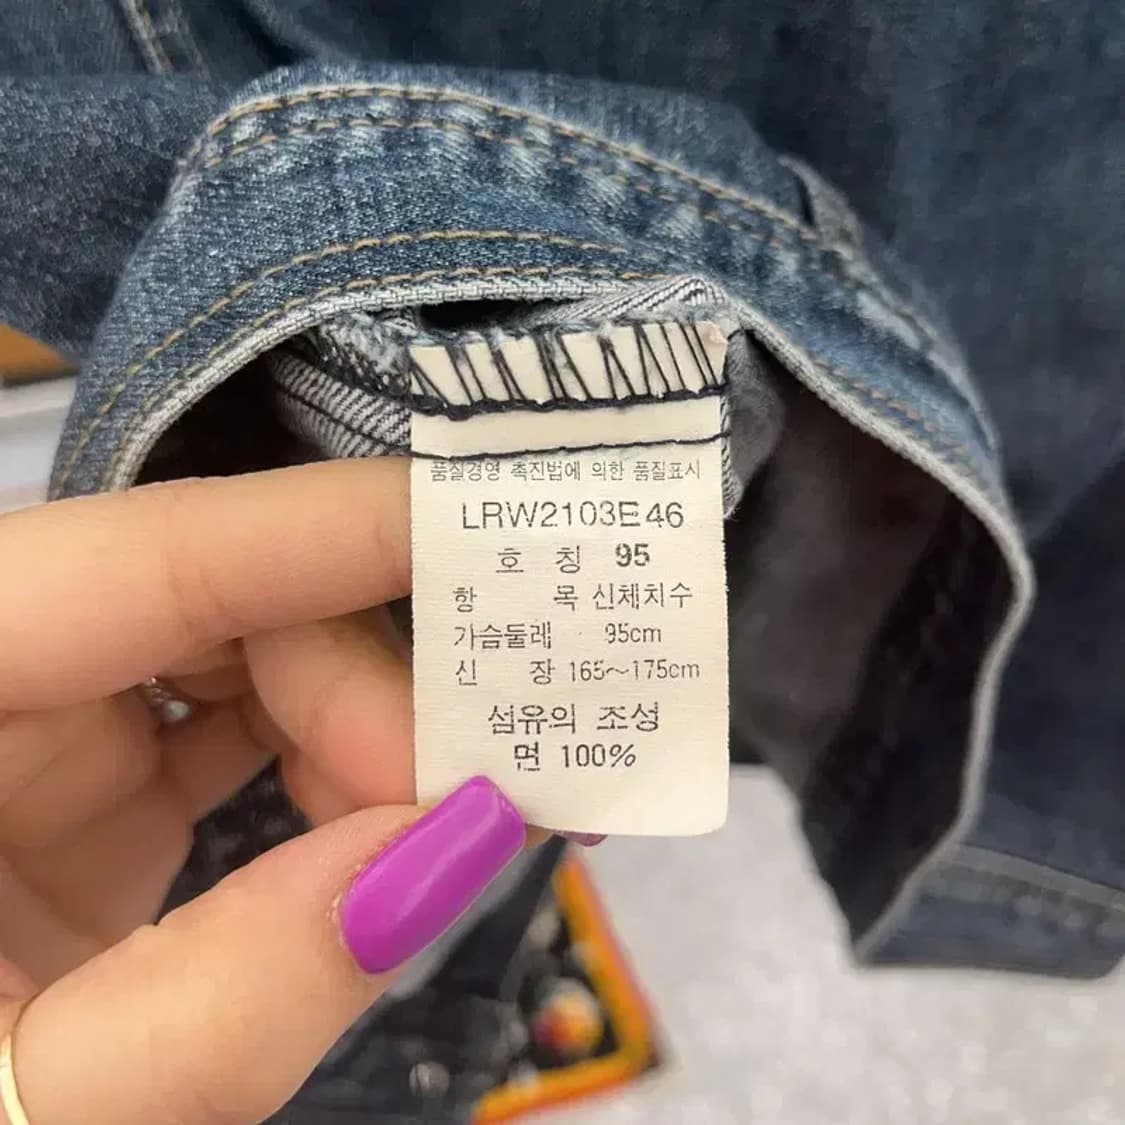 품질경영 촉진법에 의한 품질표시
LRW2103E46
호 칭 95
항 목 신체치수
가슴둘레 95cm
신 장 165~175cm
섬유의 조성
면 100%